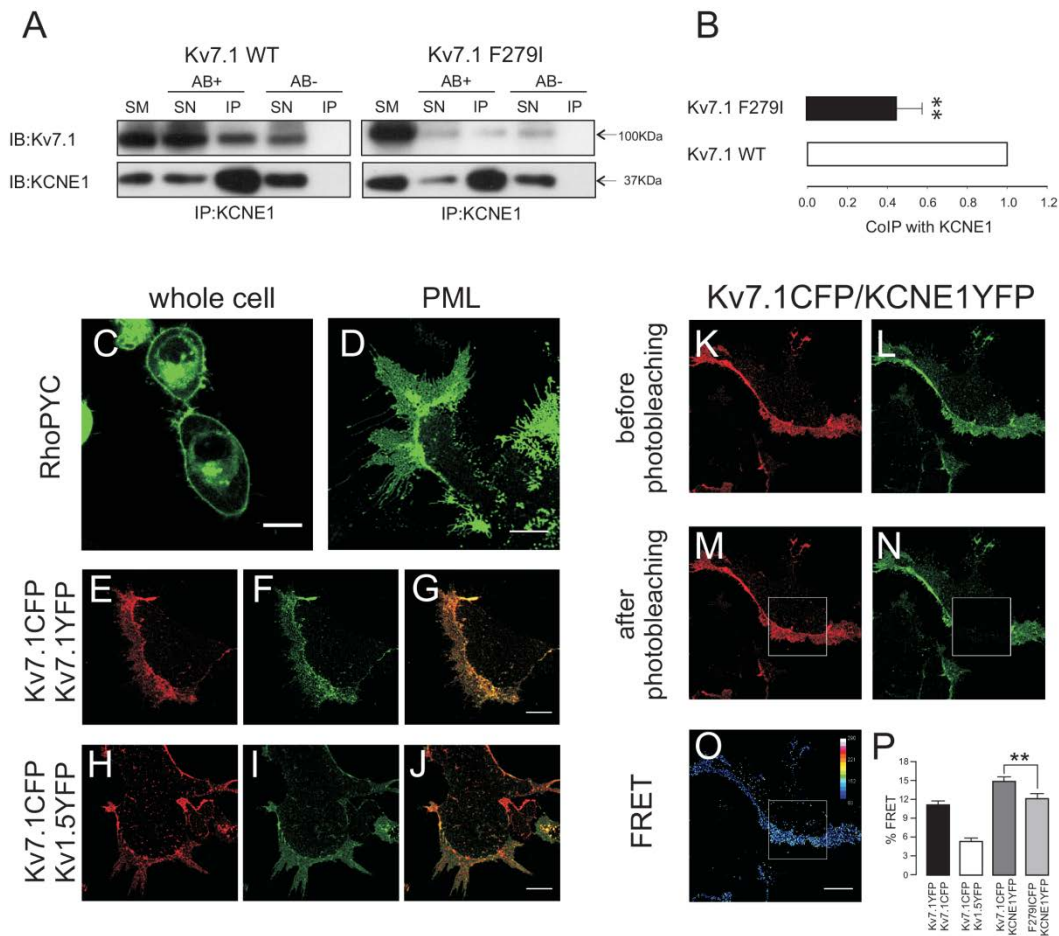 A
Kv7.1 WT
Kv7.1 F279I
AB+
AB-
AB+
AB-
SM
SN
IP
SN
IP
SM
SN
IP
SN
IP
IB:Kv7.1
100KDa
IB:KCNE1
37KDa
IP:KCNE1
IP:KCNE1
B
Kv7.1 F279I
**
Kv7.1 WT
0.0
0.2
0.4
0.6
0.8
1.0
1.2
CoIP with KCNE1
whole cell
PML
RhoPYC
C
D
Kv7.1CFP
Kv7.1YFP
E
F
G
Kv7.1CFP
Kv1.5YFP
H
I
J
Kv7.1CFP/KCNE1YFP
before
photobleaching
K
L
after
photobleaching
M
N
FRET
O
P
**
% FRET
18
15
12
9
6
3
0
Kv7.1YFP
Kv7.1CFP
Kv7.1CFP
Kv1.5YFP
Kv7.1CFP
KCNE1YFP
F279ICFP
KCNE1YFP